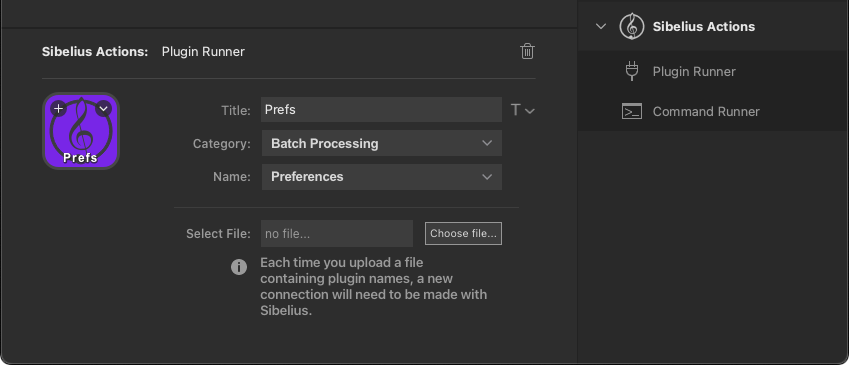 Sibelius Actions: Plugin Runner
Prefs
Title: Prefs T
Category: Batch Processing
Name: Preferences
Select File: no file... Choose file...
Each time you upload a file
containing plugin names, a new
connection will need to be made with
Sibelius.
Sibelius Actions
Plugin Runner
Command Runner